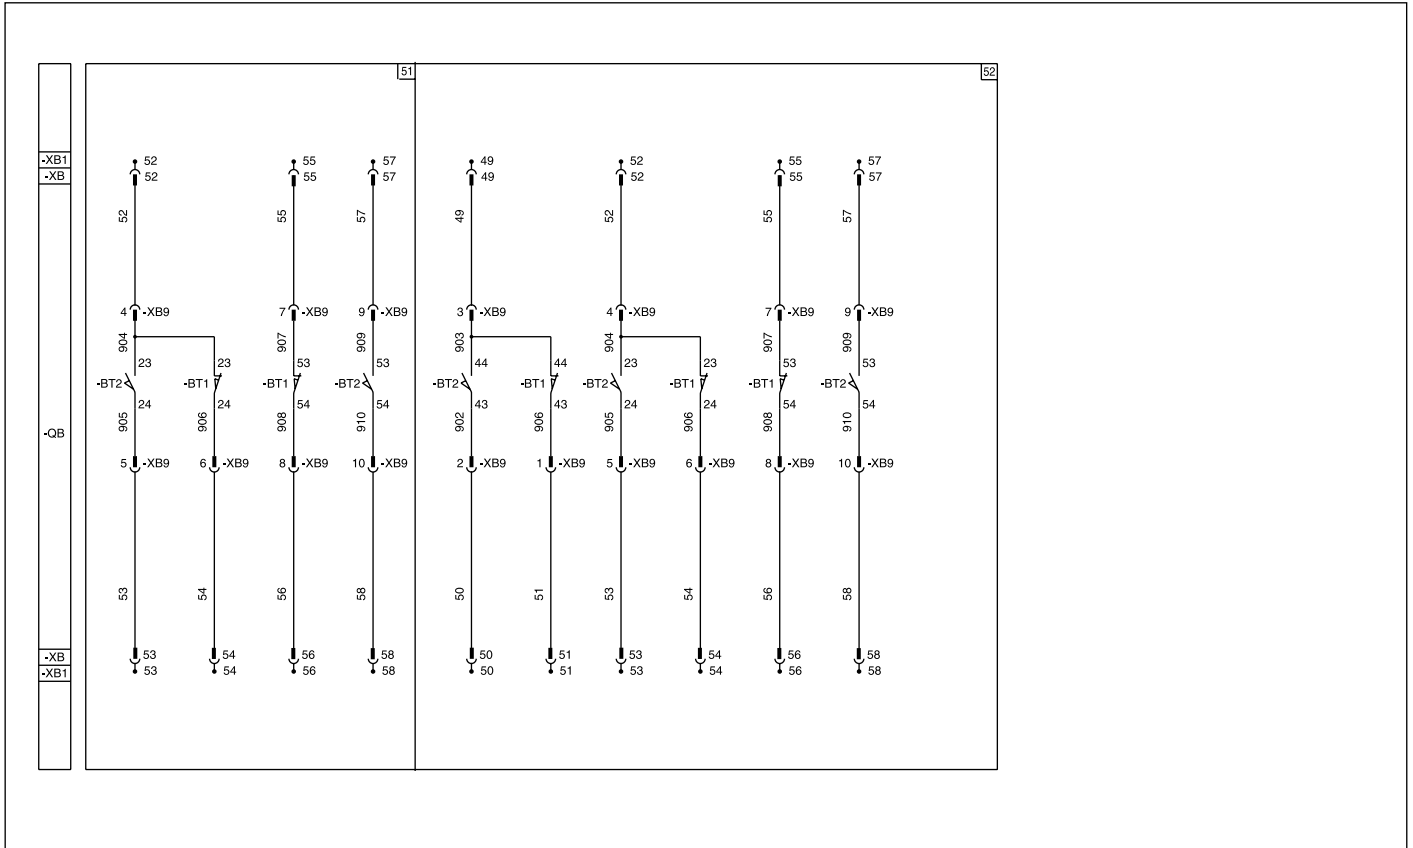 51 52
-XB1 52 55 57 49 52 55 57
-XB 52 55 57 49 52 55 57
52 55 57 49 52 55 57
4 -XB9 7 -XB9 9 -XB9 3 -XB9 4 -XB9 7 -XB9 9 -XB9
904 907 909 903 904 907 909
23 23 53 53 44 44 23 23 53 53
-BT2 -BT1 -BT1 -BT2 -BT2 -BT1 -BT2 -BT1 -BT1 -BT2
24 24 54 54 43 43 24 24 54 54
905 906 908 910 902 906 905 906 908 910
-QB
5 -XB9 6 -XB9 8 -XB9 10 -XB9 2 -XB9 1 -XB9 5 -XB9 6 -XB9 8 -XB9 10 -XB9
53 54 56 58 50 51 53 54 56 58
-XB 53 54 56 58 50 51 53 54 56 58
-XB1 53 54 56 58 50 51 53 54 56 58